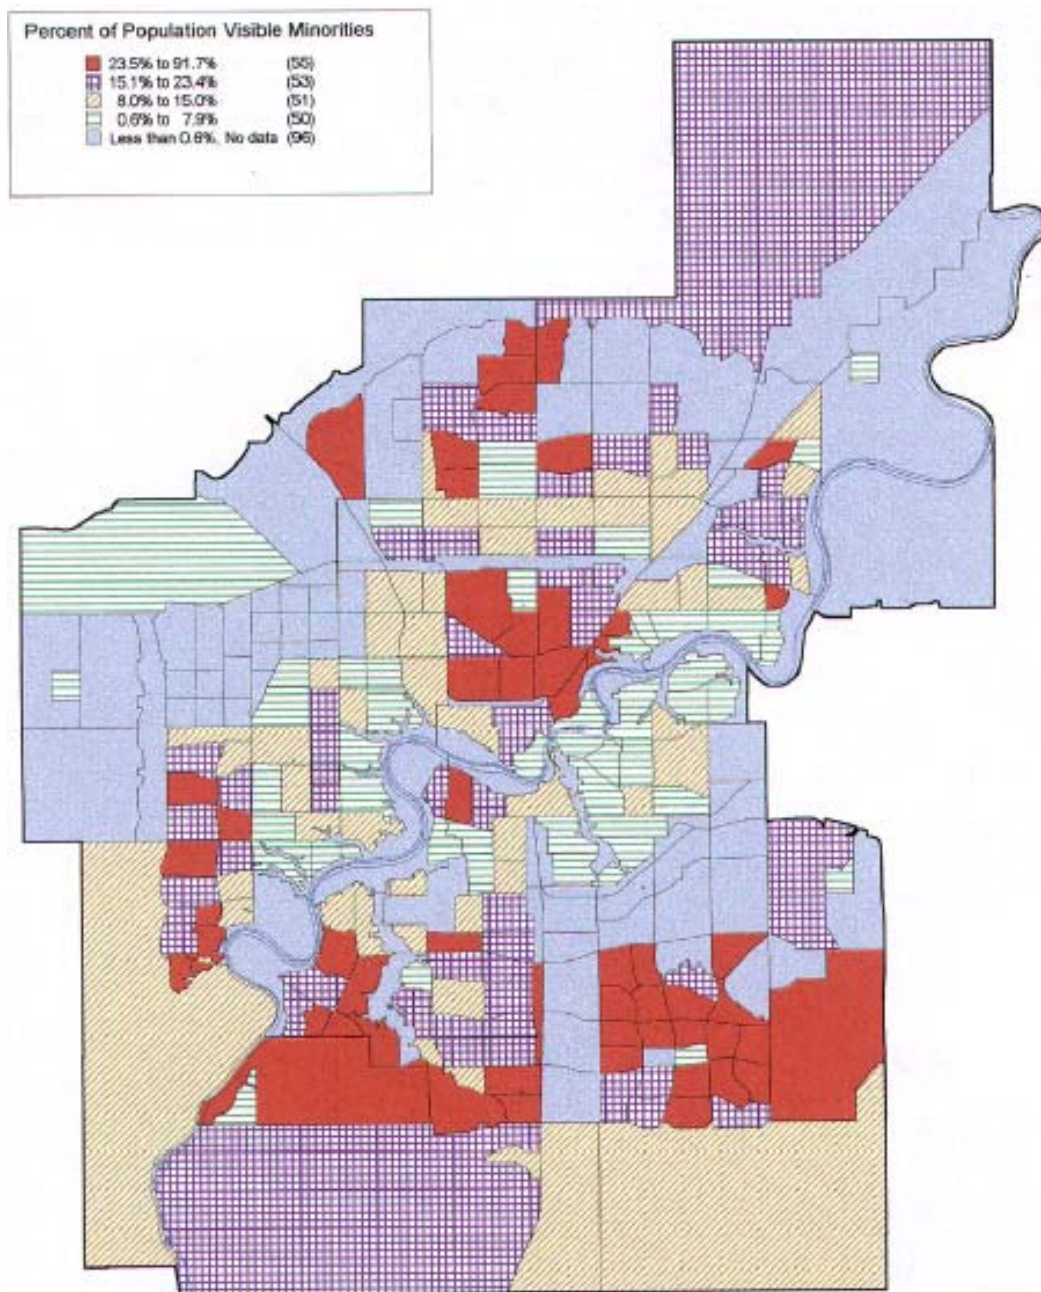 Percent of Population Visible Minorities
23.5% to 91.7% (55)
15.1% to 23.4% (53)
8.0% to 15.0% (51)
0.6% to 7.9% (50)
Less than 0.6%, No data (96)